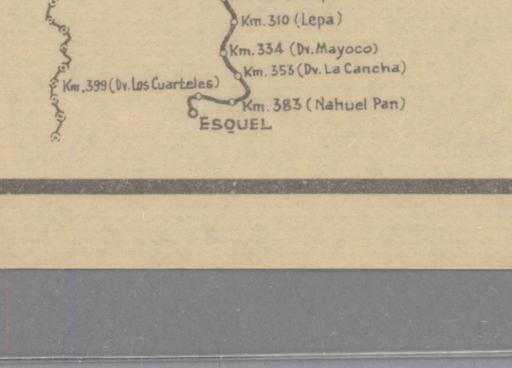 Km. 310 (Lepa)
Km. 334 (Dv. Mayoco)
Km. 353 (Dv. La Cancha)
Km. 399 (Dv. Los Cuarteles)
Km. 383 (Nahuel Pan)
ESQUEL